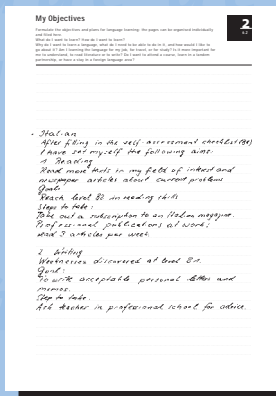 My Objectives
Formulate the objectives and plans for language learning; the pages can be organised individually
and filed here.
What do I want to learn? How do I want to learn?
Why do I want to learn a language, what do I want to be able to do in it, and how would I like to
go about it? Am I learning the language for my job, for travel, or for study? Is it most important for
me to understand, to read literature or to write? Do I want to attend a course, learn in a tandem
partnership, or have a stay in a foreign language area?
2
4.2
- Italian
After filling in the self-assessment checklist
I have set myself the following aims:
1 Reading
Read more texts in my field of interest and
newspaper articles about current problems
Goal:
Reach level B2 in reading skills
Steps to take:
Take out a subscription to an italian magazine.
Professional publications at work:
read 3 articles per week.
2 Writing
Weaknesses discovered at level B1.
Goal:
To write acceptable personal letters and
memos.
Step to take:
Ask teacher in professional school for advice.